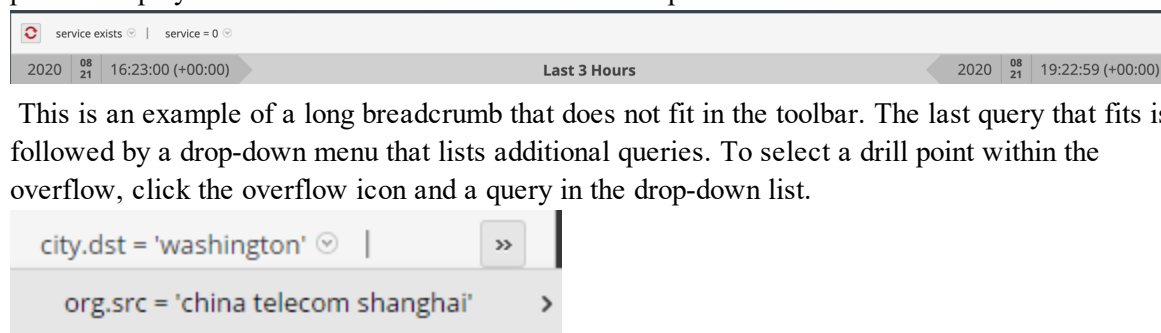 service exists | service = 0
2020 08 21 16:23:00 (+00:00) Last 3 Hours 2020 08 21 19:22:59 (+00:00)
This is an example of a long breadcrumb that does not fit in the toolbar. The last query that fits is
followed by a drop-down menu that lists additional queries. To select a drill point within the
overflow, click the overflow icon and a query in the drop-down list.
city.dst = 'washington' | »
org.src = 'china telecom shanghai' >